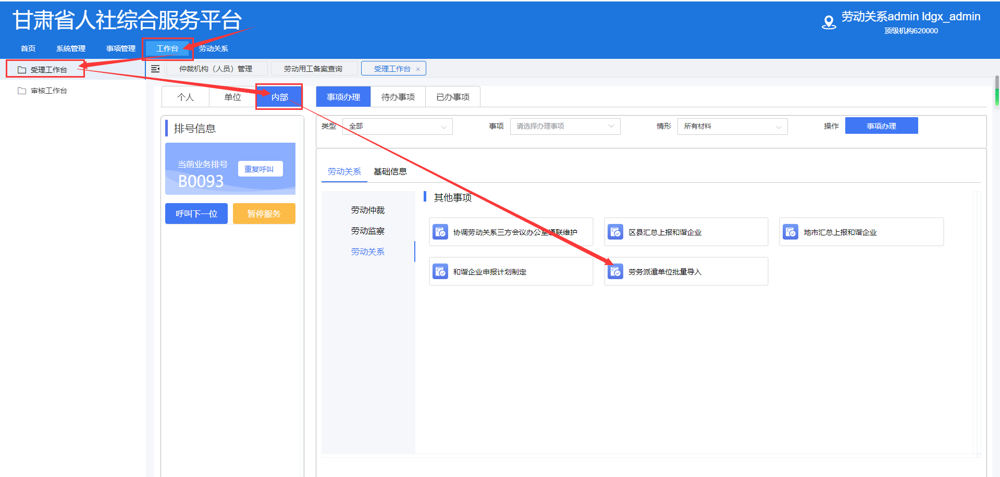 甘肃省人社综合服务平台
劳动关系admin ldgx_admin
顶级机构620000
首页 系统管理 事项管理 工作台 劳动关系
受理工作台
审核工作台
仲裁机构（人员）管理 劳动用工备案查询 受理工作台 ×
个人 单位 内部 事项办理 待办事项 已办事项
排号信息
当前业务排号
B0093
重复呼叫
呼叫下一位 暂停服务
类型 全部 事项 请选择办理事项 情形 所有材料 操作 事项办理
劳动关系 基础信息
劳动仲裁
劳动监察
劳动关系
其他事项
协调劳动关系三方会议办公室通联维护 区县汇总上报和谐企业 地市汇总上报和谐企业
和谐企业申报计划制定 劳务派遣单位批量导入